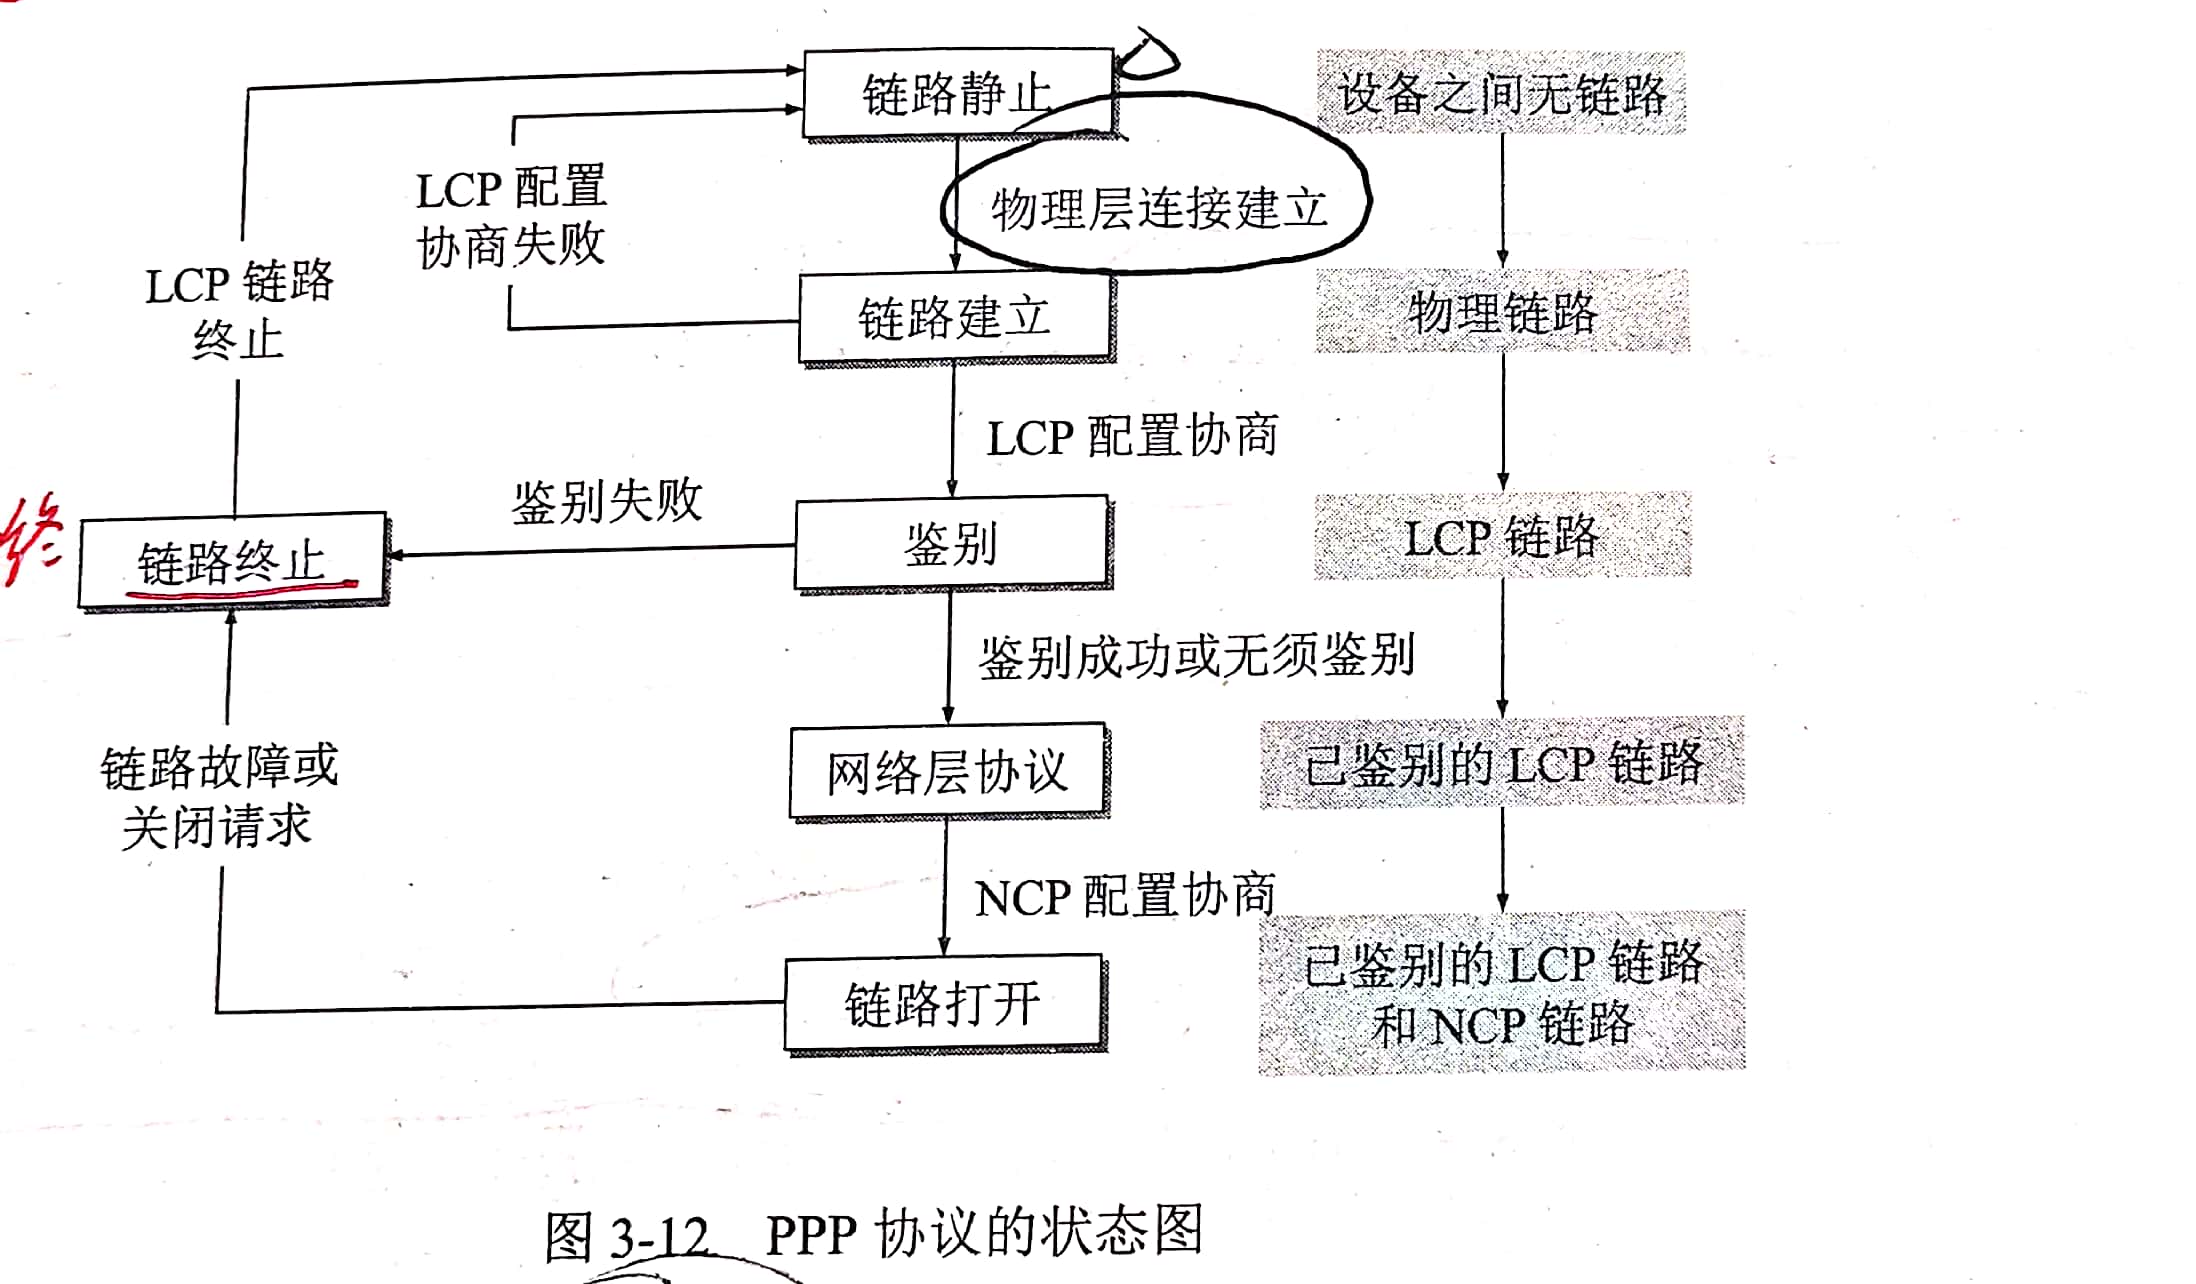 链路静止
设备之间无链路
LCP 配置
协商失败
物理层连接建立
LCP 链路
终止
链路建立
物理链路
LCP 配置协商
终
鉴别失败
链路终止
鉴别
LCP 链路
鉴别成功或无须鉴别
链路故障或
关闭请求
网络层协议
已鉴别的 LCP 链路
NCP 配置协商
链路打开
已鉴别的 LCP 链路
和 NCP 链路
图 3-12 PPP 协议的状态图